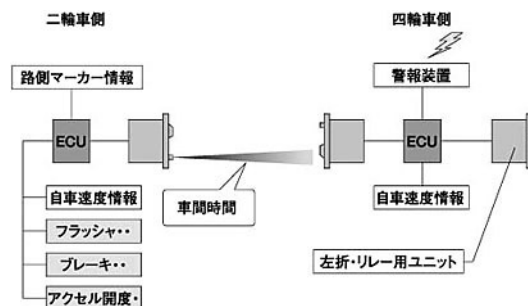 二輪車側
四輪車側
路側マーカー情報
警報装置
ECU
ECU
自車速度情報
車間時間
自車速度情報
フラッシャ・・
ブレーキ・・
左折・リレー用ユニット
アクセル開度・